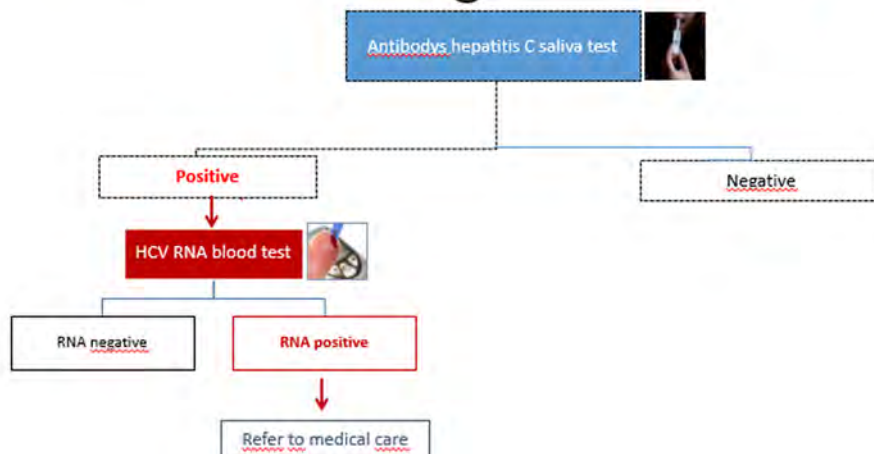 Antibodys hepatitis C saliva test
Positive
Negative
HCV RNA blood test
RNA negative
RNA positive
Refer to medical care